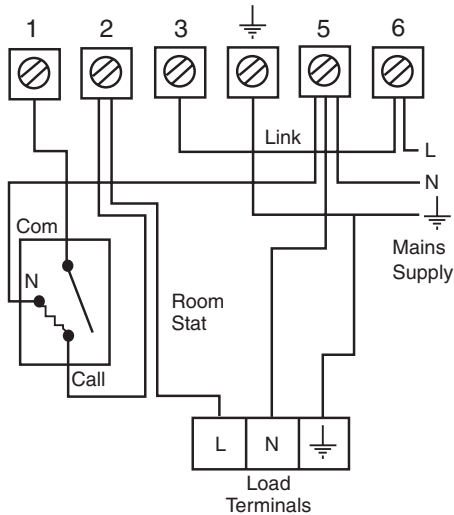 1 2 3 5 6
Link
L
N
Com
Mains
Supply
N
Room
Stat
Call
L N
Load
Terminals